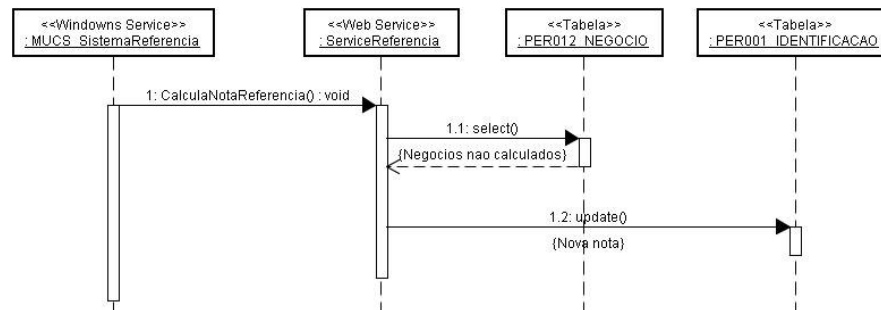 <<Windowns Service>>
: MUCS_SistemaReferencia
<<Web Service>>
: ServiceReferencia
<<Tabela>>
: PER012_NEGOCIO
<<Tabela>>
: PER001_IDENTIFICACAO
1: CalculaNotaReferencia() : void
1.1: select()
{Negocios nao calculados}
1.2: update()
{Nova nota}